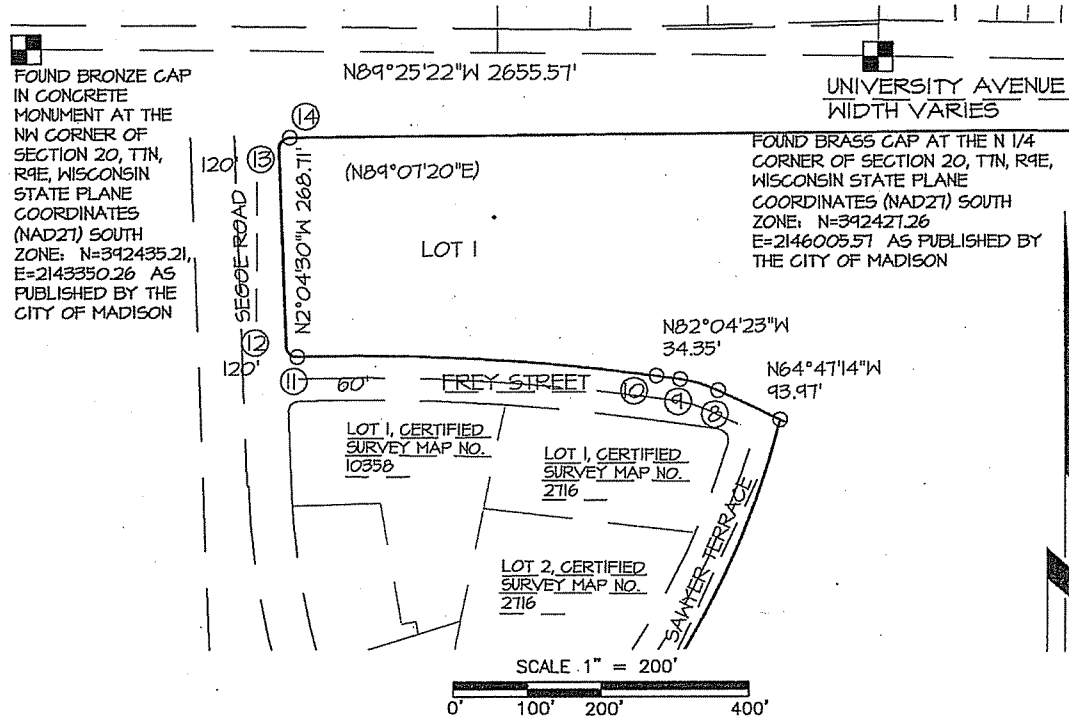 N89°25'22"W 2655.57'
FOUND BRONZE CAP
IN CONCRETE
MONUMENT AT THE
NW CORNER OF
SECTION 20, T7N,
R9E, WISCONSIN
STATE PLANE
COORDINATES
(NAD27) SOUTH
ZONE: N=392435.21,
E=2143350.26 AS
PUBLISHED BY THE
CITY OF MADISON
UNIVERSITY AVENUE
WIDTH VARIES
FOUND BRASS CAP AT THE N 1/4
CORNER OF SECTION 20, T7N, R9E,
WISCONSIN STATE PLANE
COORDINATES (NAD27) SOUTH
ZONE: N=392427.26
E=2146005.57 AS PUBLISHED BY
THE CITY OF MADISON
14
13
120'
(N89°07'20"E)
SEGOE ROAD
N2°04'30"W 268.71'
LOT 1
12
120'
11
60'
FREY STREET
N82°04'23"W
34.35'
N64°47'14"W
93.97'
10
9
8
LOT 1, CERTIFIED
SURVEY MAP NO.
10358
LOT 1, CERTIFIED
SURVEY MAP NO.
2716
LOT 2, CERTIFIED
SURVEY MAP NO.
2716
SAWYER TERRACE
SCALE 1" = 200'
0' 100' 200' 400'